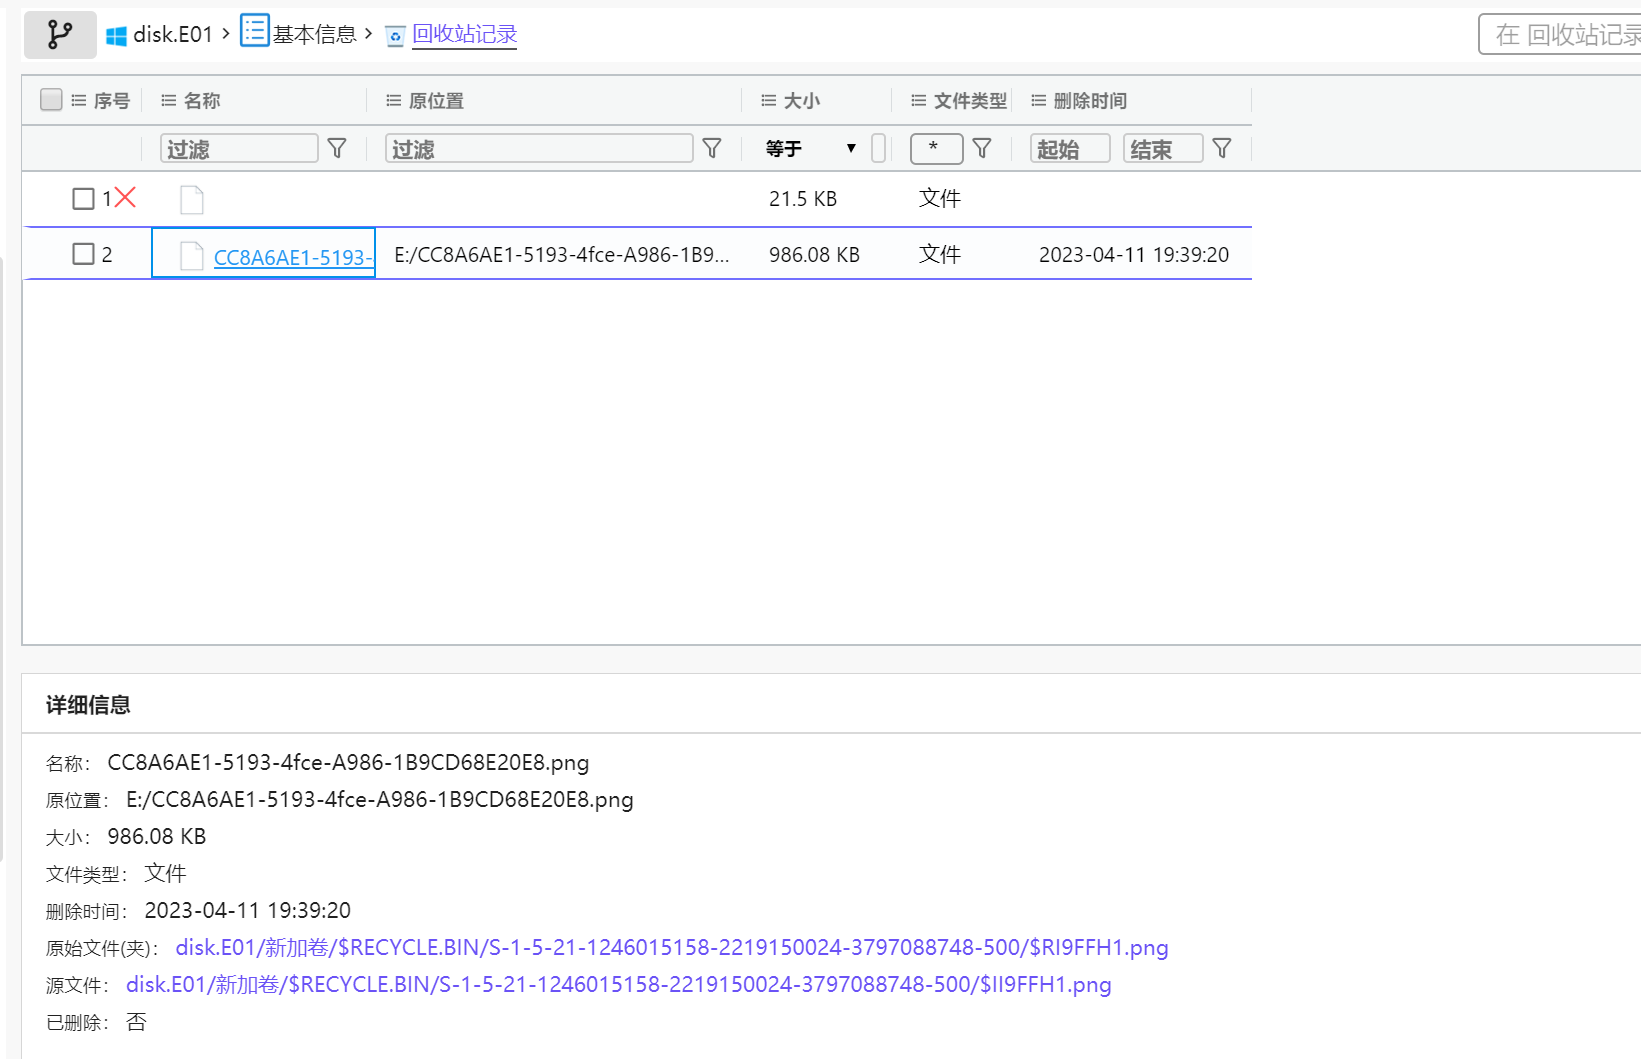 disk.E01 > 基本信息 > 回收站记录
在 回收站记录
序号 名称 原位置 大小 文件类型 删除时间
过滤 过滤 等于 ▼ * 起始 结束
1 21.5 KB 文件
2 CC8A6AE1-5193- E:/CC8A6AE1-5193-4fce-A986-1B9... 986.08 KB 文件 2023-04-11 19:39:20
详细信息
名称： CC8A6AE1-5193-4fce-A986-1B9CD68E20E8.png
原位置： E:/CC8A6AE1-5193-4fce-A986-1B9CD68E20E8.png
大小： 986.08 KB
文件类型： 文件
删除时间： 2023-04-11 19:39:20
原始文件(夹)： disk.E01/新加卷/$RECYCLE.BIN/S-1-5-21-1246015158-2219150024-3797088748-500/$RI9FFH1.png
源文件： disk.E01/新加卷/$RECYCLE.BIN/S-1-5-21-1246015158-2219150024-3797088748-500/$II9FFH1.png
已删除： 否